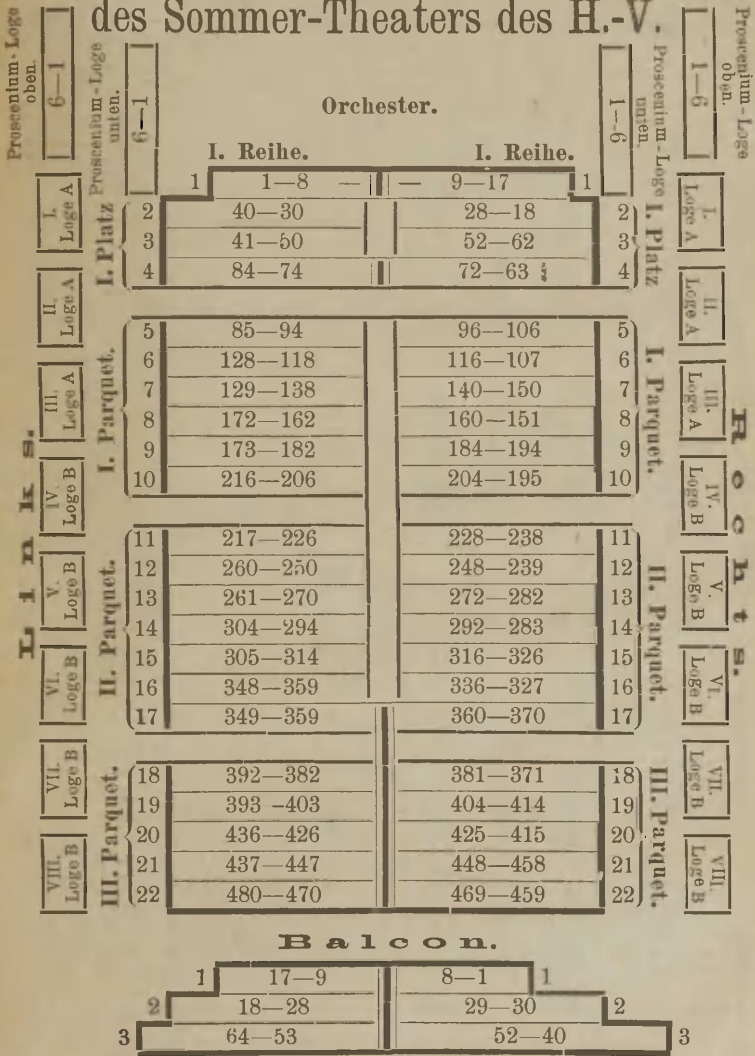 des Sommer-Theaters des H.-V.
Proscenium-Loge oben.
6—1
Proscenium-Loge unten.
6—1
Orchester.
1—6
Proscenium-Loge unten.
1—6
Proscenium-Loge oben.
I. Reihe. I. Reihe.
1 1—8 — — 9—17 1
2 40—30 28—18 2
3 41—50 52—62 3
4 84—74 72—63 4
I. Platz I. Platz
5 85—94 96—106 5
6 128—118 116—107 6
7 129—138 140—150 7
8 172—162 160—151 8
9 173—182 184—194 9
10 216—206 204—195 10
I. Parquet. I. Parquet.
11 217—226 228—238 11
12 260—250 248—239 12
13 261—270 272—282 13
14 304—294 292—283 14
15 305—314 316—326 15
16 348—359 336—327 16
17 349—359 360—370 17
II. Parquet. II. Parquet.
18 392—382 381—371 18
19 393—403 404—414 19
20 436—426 425—415 20
21 437—447 448—458 21
22 480—470 469—459 22
III. Parquet. III. Parquet.
Links.
I. Loge A
II. Loge A
III. Loge A
IV. Loge B
V. Loge B
VI. Loge B
VII. Loge B
VIII. Loge B
Rechts.
I. Loge A
II. Loge A
III. Loge A
IV. Loge B
V. Loge B
VI. Loge B
VII. Loge B
VIII. Loge B
Balcon.
1 17—9 8—1 1
2 18—28 29—30 2
3 64—53 52—40 3